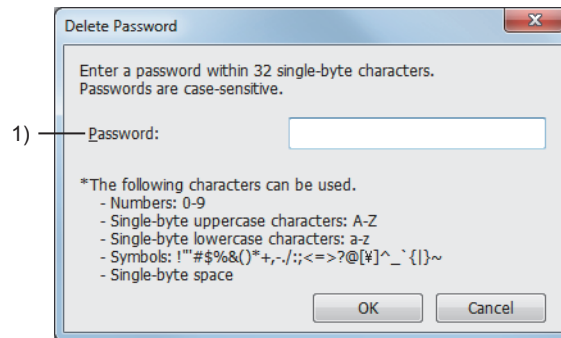 Delete Password
Enter a password within 32 single-byte characters.
Passwords are case-sensitive.
1) Password:
*The following characters can be used.
- Numbers: 0-9
- Single-byte uppercase characters: A-Z
- Single-byte lowercase characters: a-z
- Symbols: !"'#$%&()*+,-./:;<=>?@[¥]^_`{|}~
- Single-byte space
OK Cancel